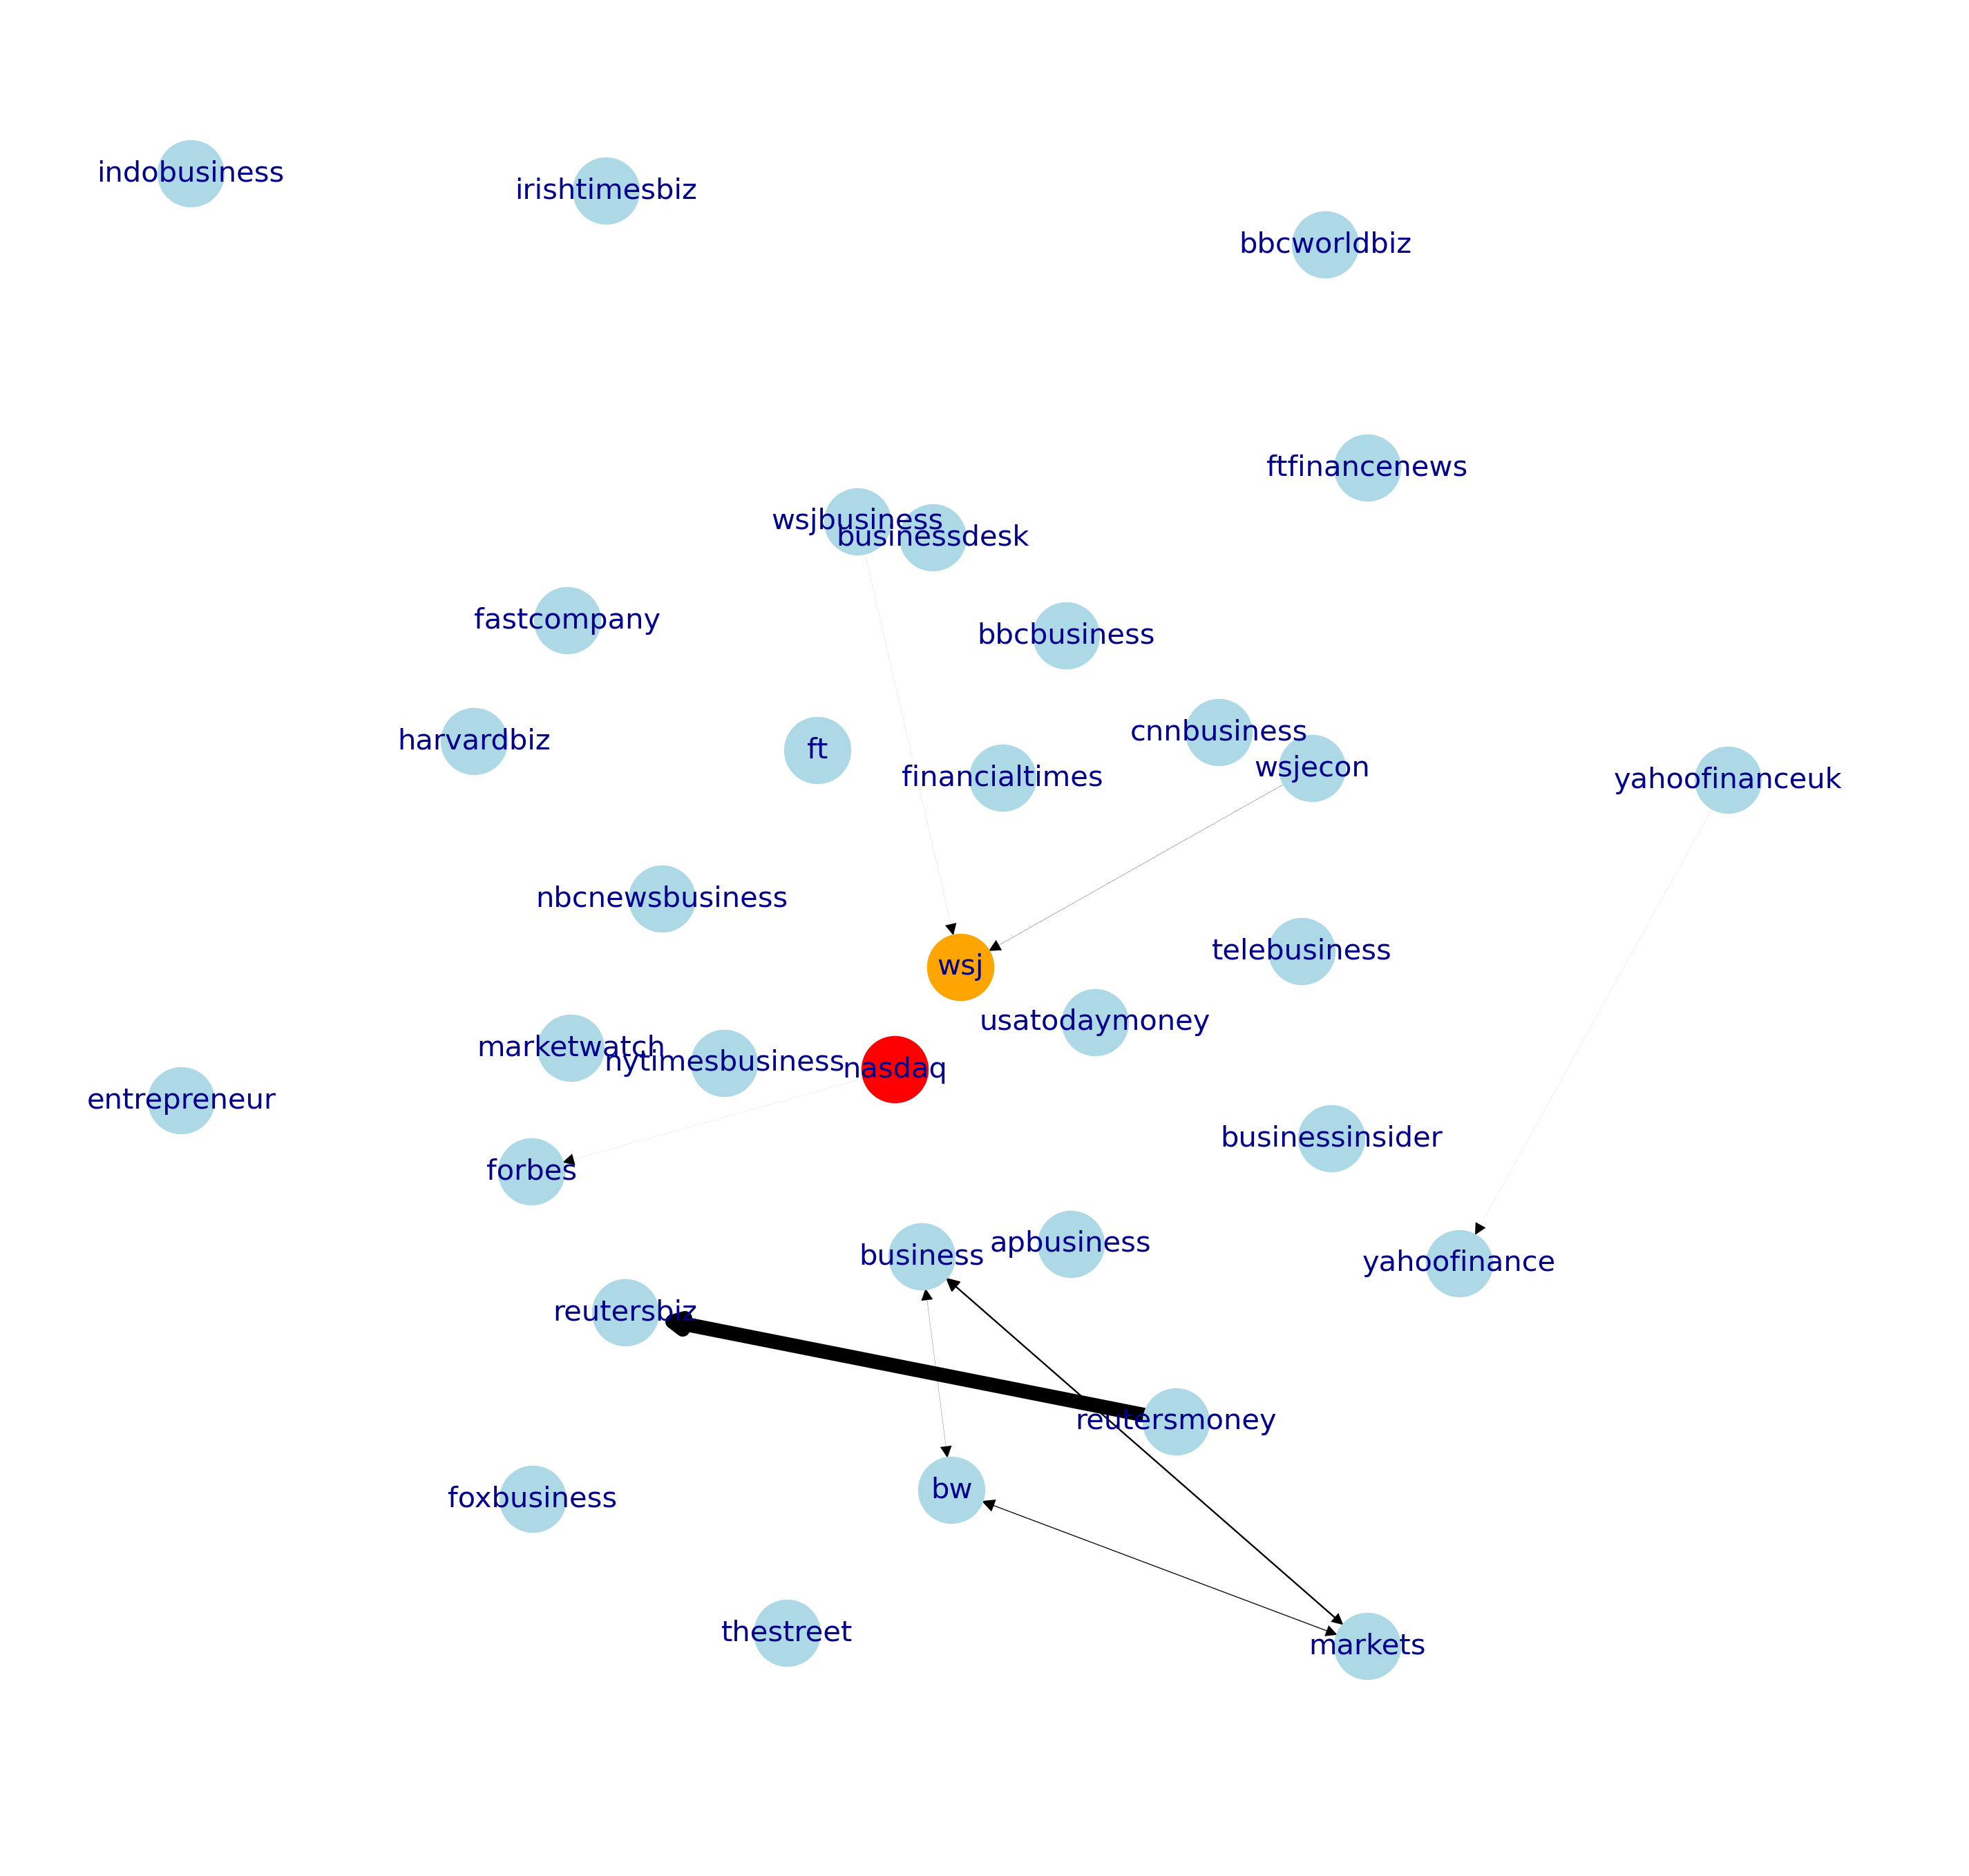 indobusiness
irishtimesbiz
bbcworldbiz
ftfinancenews
wsjbusiness
businessdesk
fastcompany
bbcbusiness
harvardbiz
ft
financialtimes
cnnbusiness
wsjecon
yahoofinanceuk
nbcnewsbusiness
wsj
telebusiness
usatodaymoney
marketwatch
nytimesbusiness
nasdaq
entrepreneur
businessinsider
forbes
business
apbusiness
yahoofinance
reutersbiz
reutersmoney
bw
foxbusiness
thestreet
markets